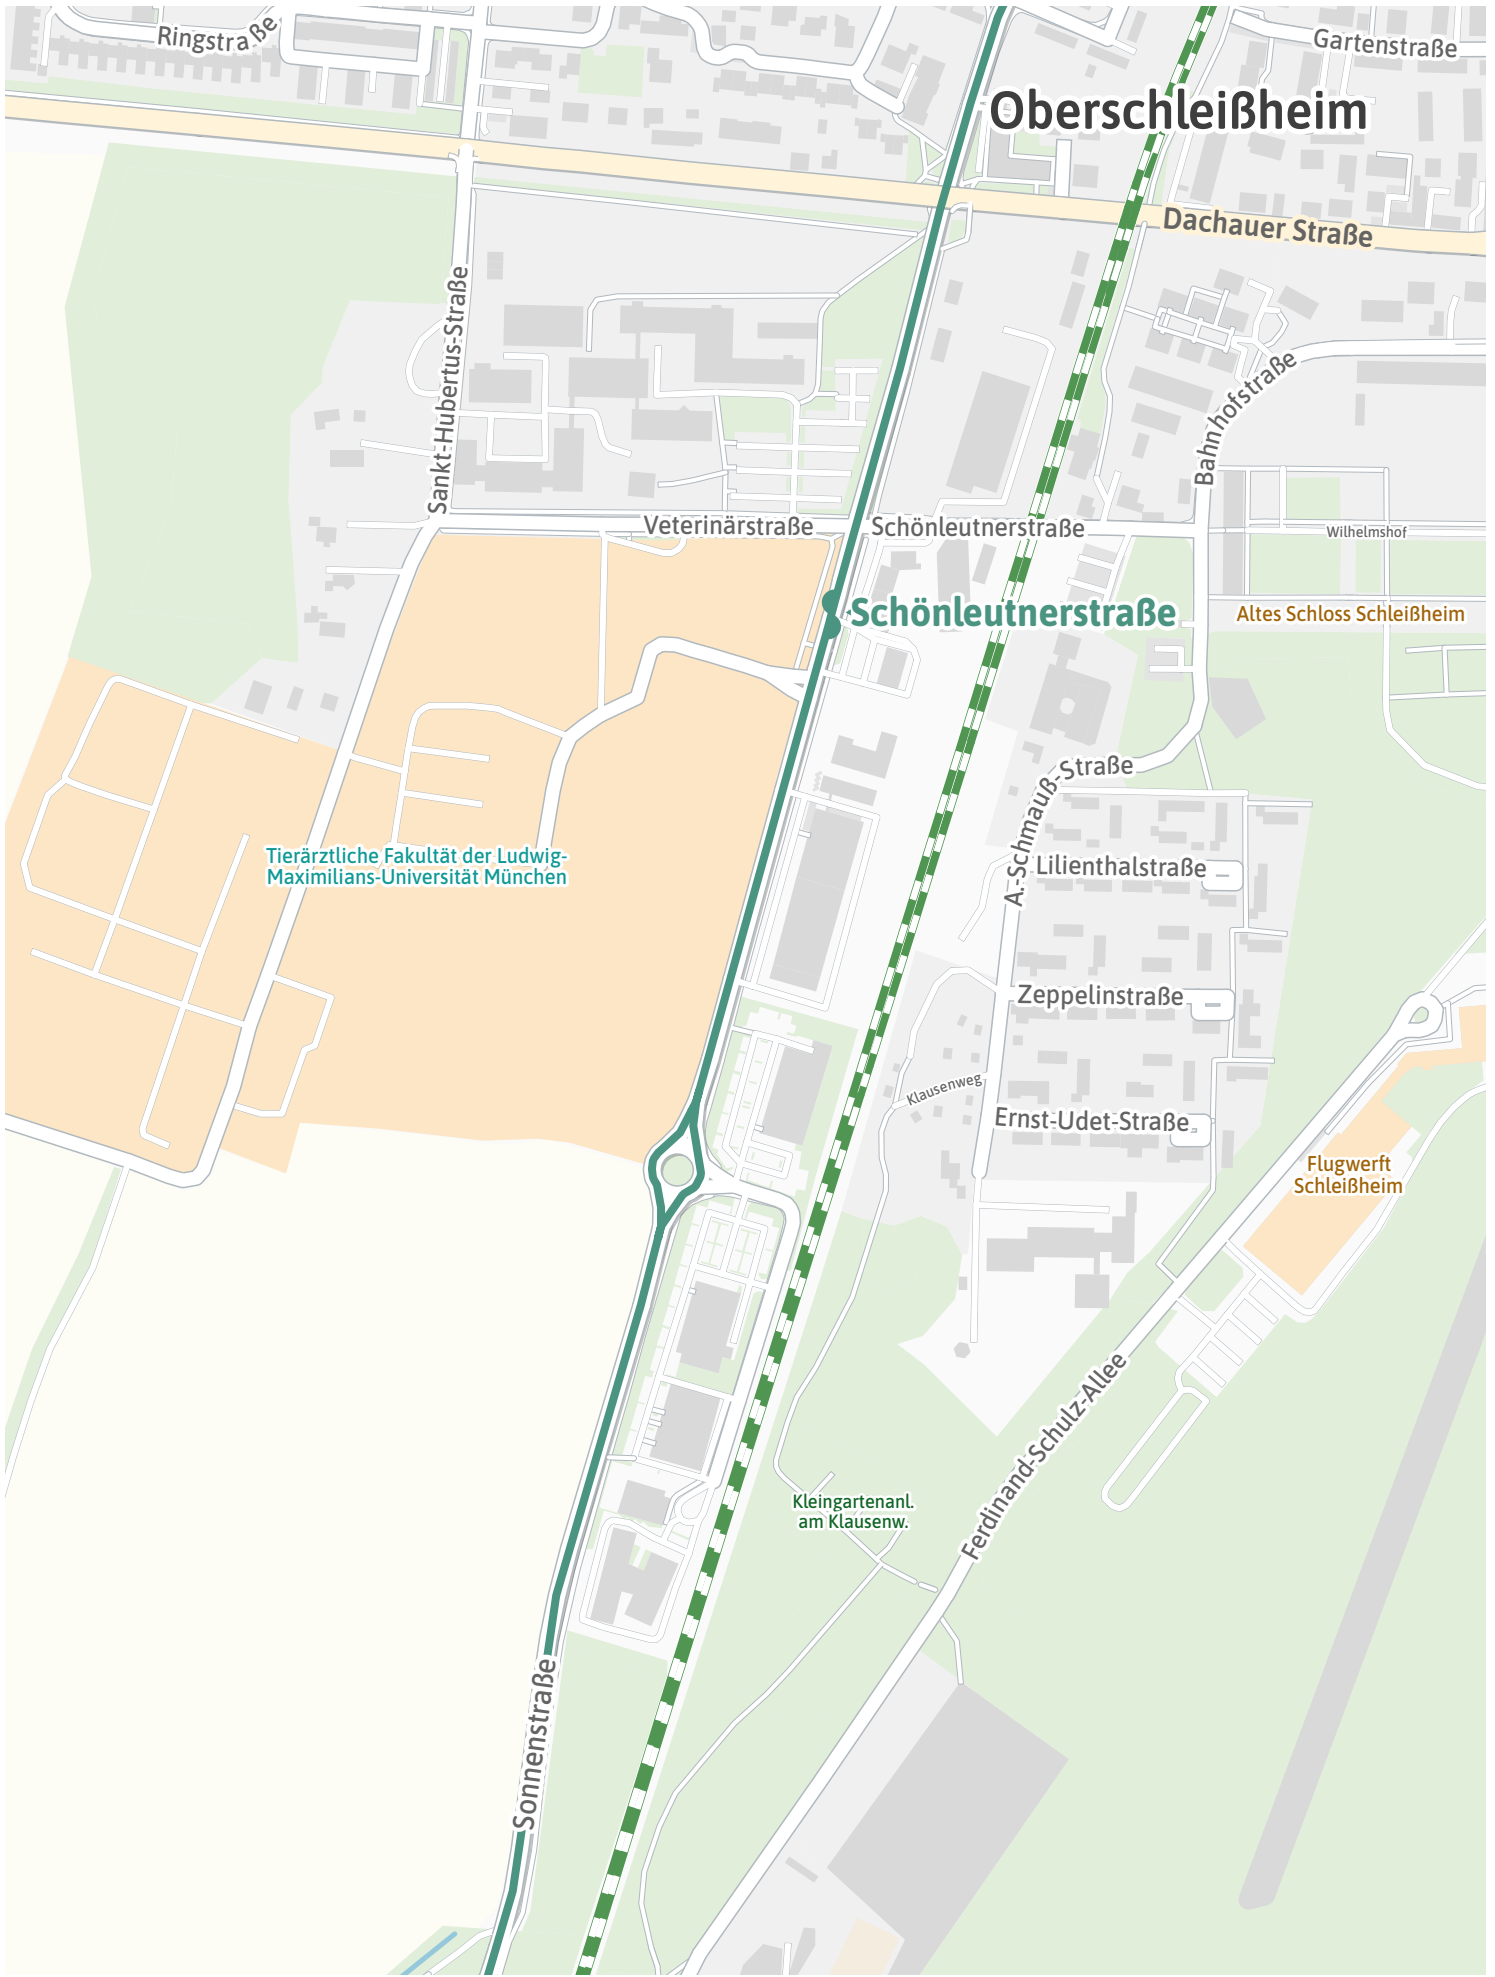 Ringstraße
Gartenstraße
Oberschleißheim
Dachauer Straße
Sankt-Hubertus-Straße
Bahnhofstraße
Veterinärstraße
Schönleutnerstraße
Wilhelmshof
Schönleutnerstraße
Altes Schloss Schleißheim
A.-Schmauß-Straße
Tierärztliche Fakultät der Ludwig-
Maximilians-Universität München
Lilienthalstraße
Zeppelinstraße
Klausenweg
Ernst-Udet-Straße
Flugwerft
Schleißheim
Ferdinand-Schulz-Allee
Kleingartenanl.
am Klausenw.
Sonnenstraße